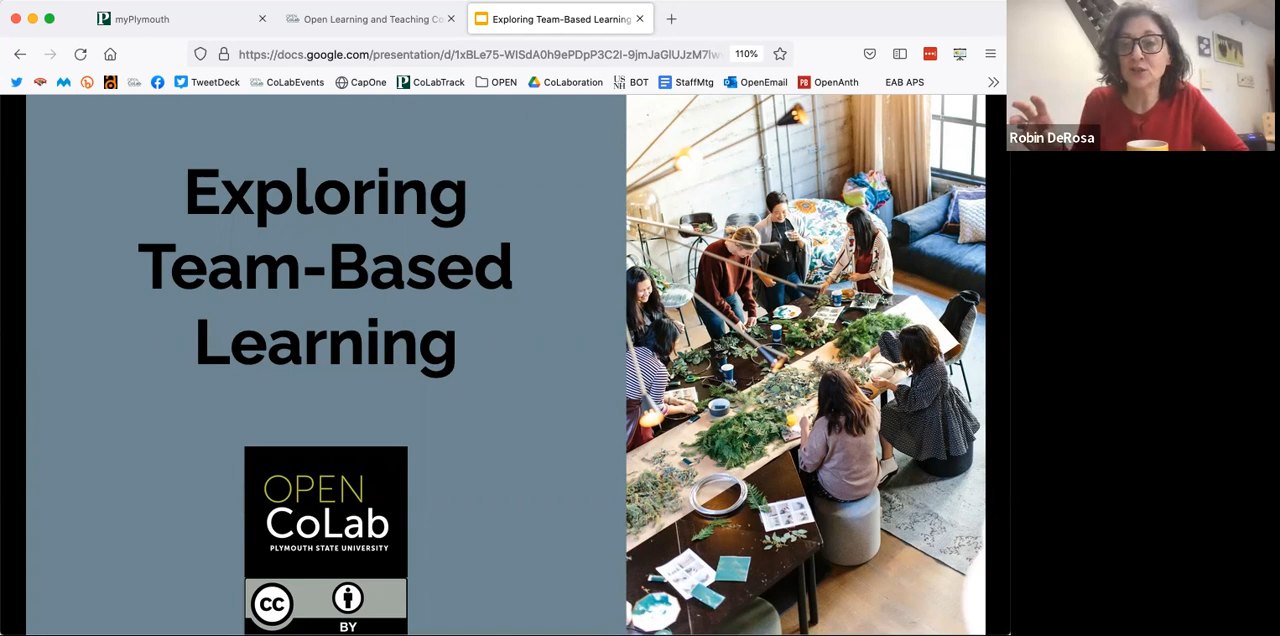 myPlymouth
Open Learning and Teaching Co
Exploring Team-Based Learning
https://docs.google.com/presentation/d/1xBLe75-WISdA0h9ePDpP3C2I-9jmJaGlUJzM7lw
110%
TweetDeck
CoLabEvents
CapOne
CoLabTrack
OPEN
CoLaboration
BOT
StaffMtg
OpenEmail
OpenAnth
EAB APS
Robin DeRosa
Exploring
Team-Based
Learning
OPEN
CoLab
PLYMOUTH STATE UNIVERSITY
CC
BY